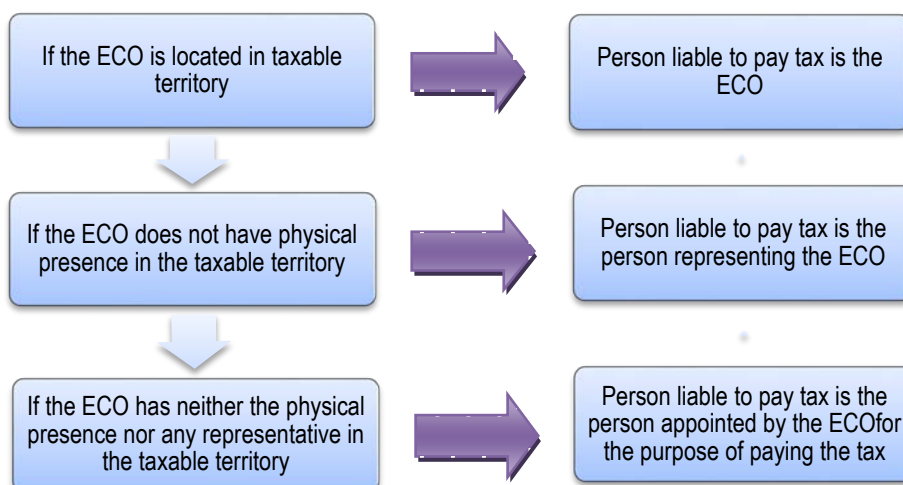 If the ECO is located in taxable
territory
Person liable to pay tax is the
ECO
If the ECO does not have physical
presence in the taxable territory
Person liable to pay tax is the
person representing the ECO
If the ECO has neither the physical
presence nor any representative in
the taxable territory
Person liable to pay tax is the
person appointed by the ECOfor
the purpose of paying the tax